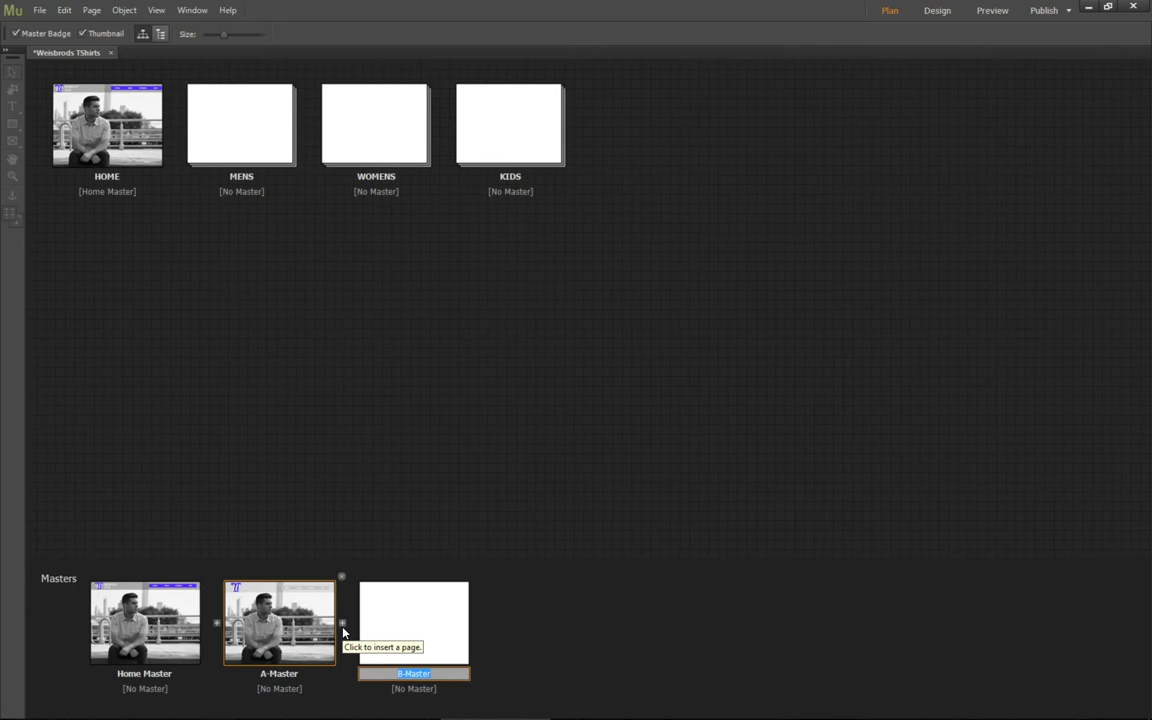 Mu File Edit Page Object View Window Help Plan Design Preview Publish
Master Badge Thumbnail Size:
*Weisbrods TShirts
HOME MENS WOMENS KIDS
[Home Master] [No Master] [No Master] [No Master]
Masters
Click to insert a page.
Home Master A-Master B-Master
[No Master] [No Master] [No Master]